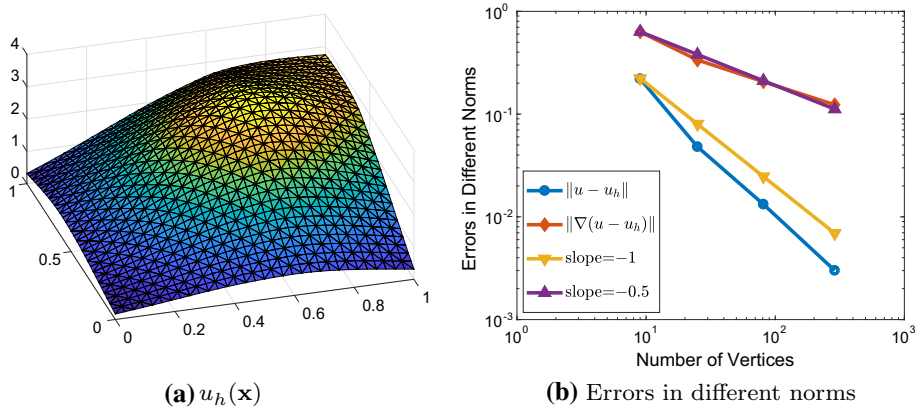 4
3
2
1
0
1
0.5
0
0
0.2
0.4
0.6
0.8
1
(a) u_h(x)
Errors in Different Norms
10^0
10^-1
10^-2
10^-3
‖u − u_h‖
‖∇(u − u_h)‖
slope=−1
slope=−0.5
10^0
10^1
10^2
10^3
Number of Vertices
(b) Errors in different norms